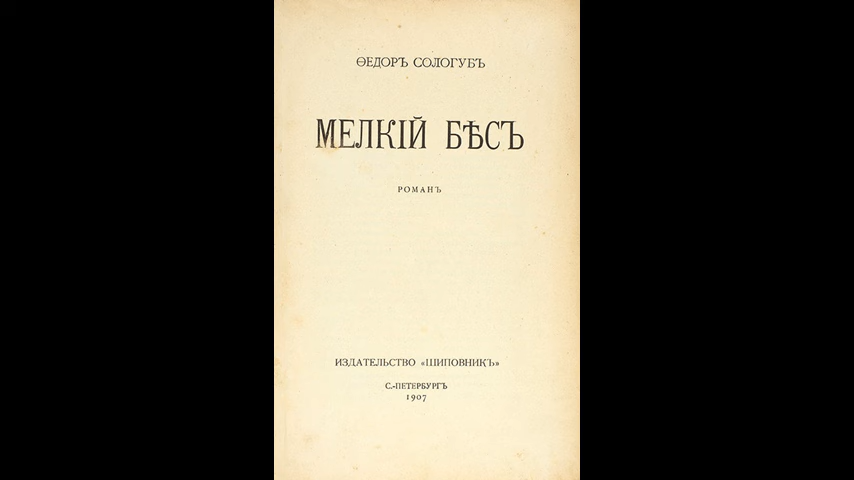 ѲЕДОРЪ СОЛОГУБЪ
МЕЛКІЙ БѢСЪ
РОМАНЪ
ИЗДАТЕЛЬСТВО «ШИПОВНИКЪ»
С.-ПЕТЕРБУРГЪ
1907